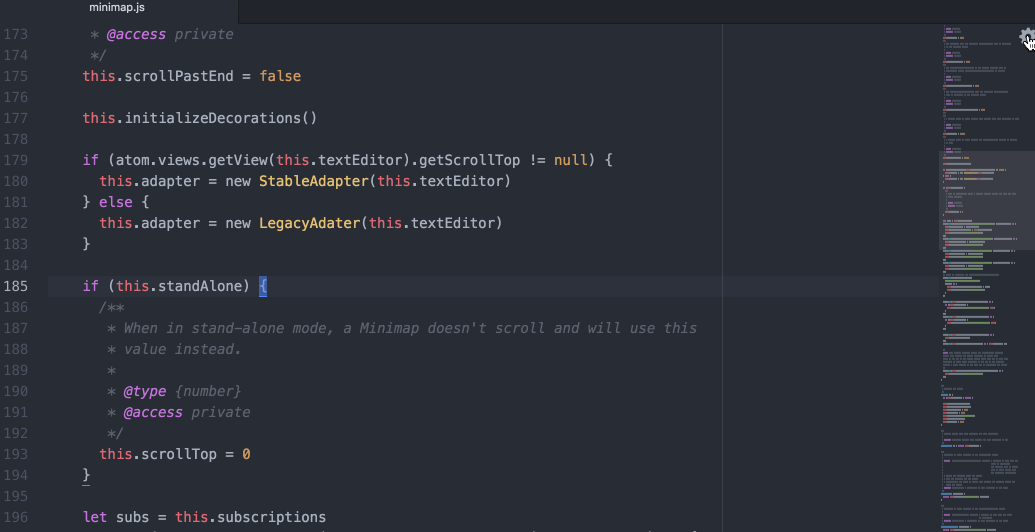 minimap.js
173 * @access private
174 */
175 this.scrollPastEnd = false
176
177 this.initializeDecorations()
178
179 if (atom.views.getView(this.textEditor).getScrollTop != null) {
180 this.adapter = new StableAdapter(this.textEditor)
181 } else {
182 this.adapter = new LegacyAdater(this.textEditor)
183 }
184
185 if (this.standAlone) {
186 /**
187 * When in stand-alone mode, a Minimap doesn't scroll and will use this
188 * value instead.
189 *
190 * @type {number}
191 * @access private
192 */
193 this.scrollTop = 0
194 }
195
196 let subs = this.subscriptions